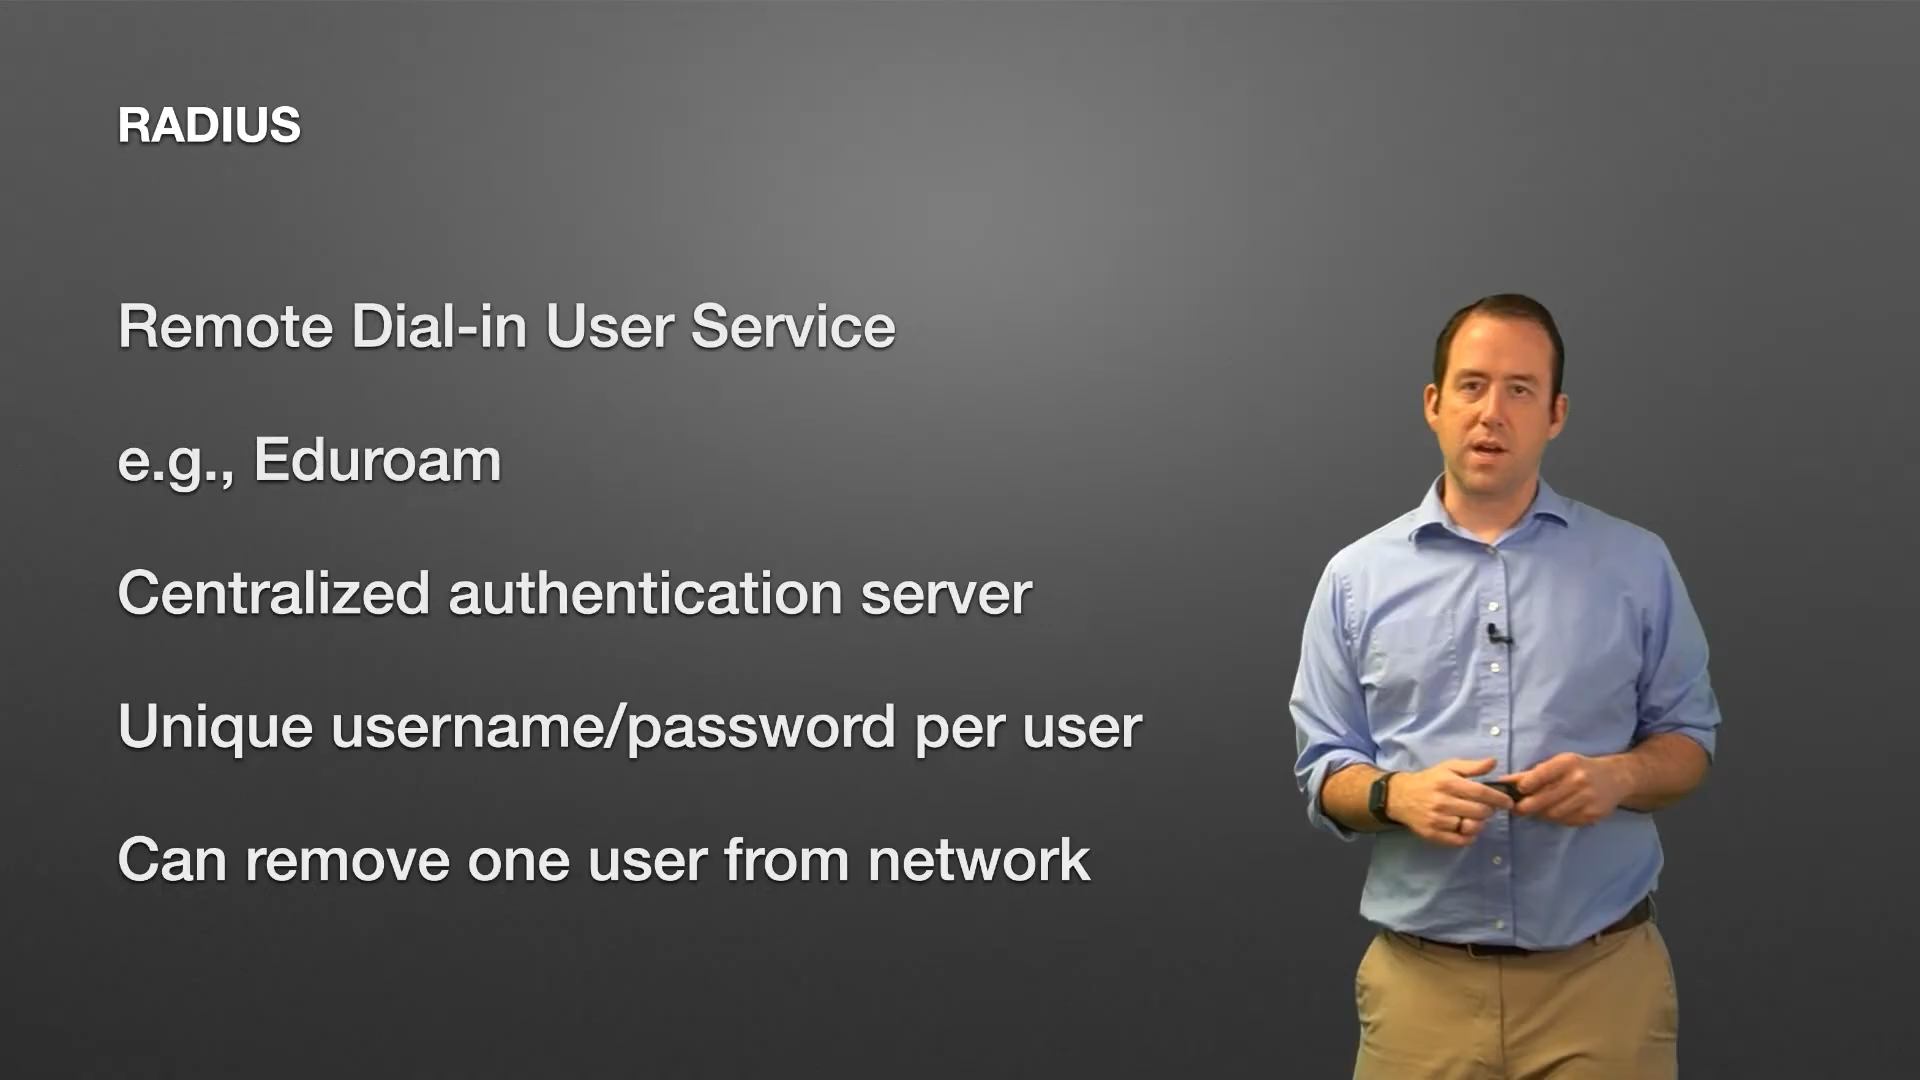 RADIUS
Remote Dial-in User Service
e.g., Eduroam
Centralized authentication server
Unique username/password per user
Can remove one user from network